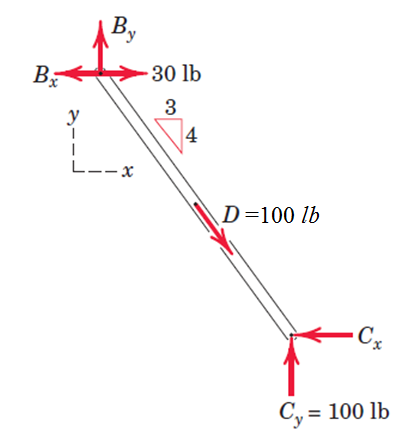 B_y
B_x
30 lb
3
4
y
x
D =100 lb
C_x
C_y = 100 lb